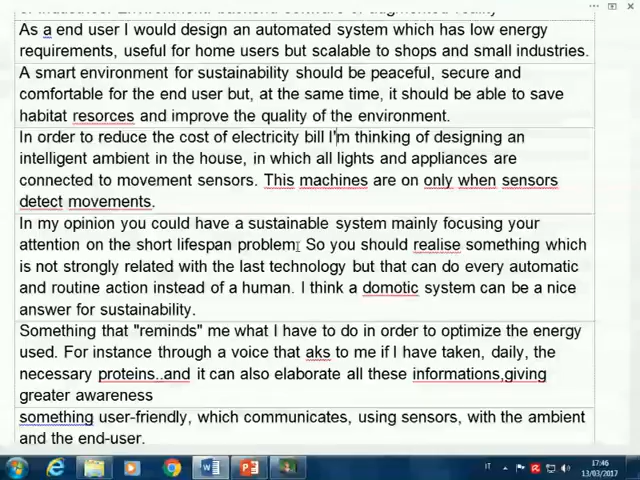 As a end user I would design an automated system which has low energy
requirements, useful for home users but scalable to shops and small industries.
A smart environment for sustainability should be peaceful, secure and
comfortable for the end user but, at the same time, it should be able to save
habitat resorces and improve the quality of the environment.
In order to reduce the cost of electricity bill I'm thinking of designing an
intelligent ambient in the house, in which all lights and appliances are
connected to movement sensors. This machines are on only when sensors
detect movements.
In my opinion you could have a sustainable system mainly focusing your
attention on the short lifespan problem. So you should realise something which
is not strongly related with the last technology but that can do every automatic
and routine action instead of a human. I think a domotic system can be a nice
answer for sustainability.
Something that "reminds" me what I have to do in order to optimize the energy
used. For instance through a voice that aks to me if I have taken, daily, the
necessary proteins..and it can also elaborate all these informations,giving
greater awareness
something user-friendly, which communicates, using sensors, with the ambient
and the end-user.
IT
17:46
13/03/2017